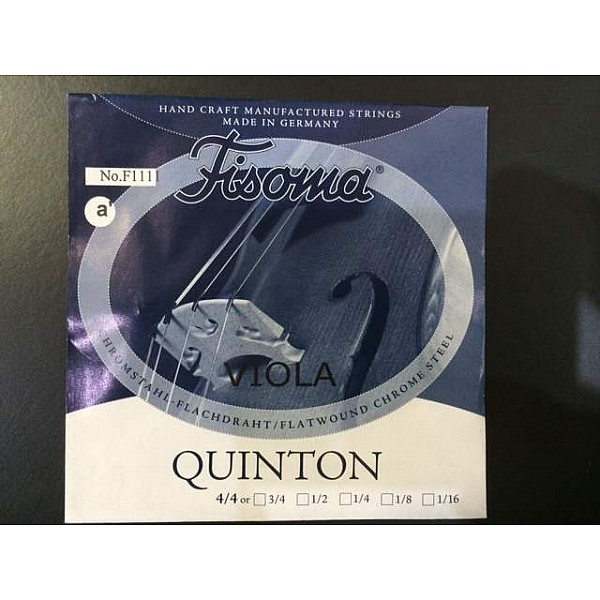 HAND CRAFT MANUFACTURED STRINGS
MADE IN GERMANY
Fisoma®
No.F111
a'
VIOLA
CHROMSTAHL-FLACHDRAHT/FLATWOUND CHROME STEEL
QUINTON
4/4 or 3/4 1/2 1/4 1/8 1/16